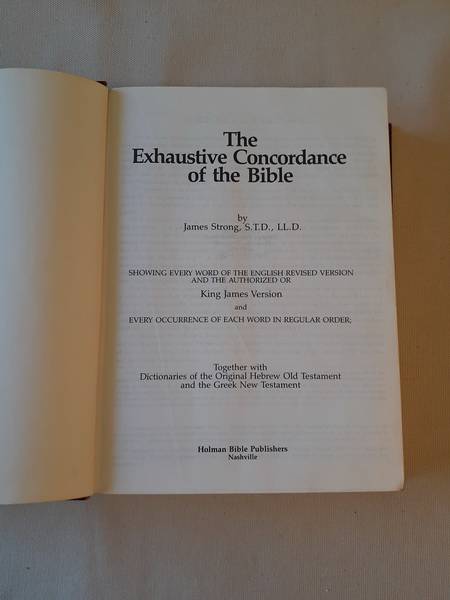 The
Exhaustive Concordance
of the Bible
by
James Strong, S.T.D., LL.D.
SHOWING EVERY WORD OF THE ENGLISH REVISED VERSION
AND THE AUTHORIZED OR
King James Version
and
EVERY OCCURRENCE OF EACH WORD IN REGULAR ORDER;
Together with
Dictionaries of the Original Hebrew Old Testament
and the Greek New Testament
Holman Bible Publishers
Nashville